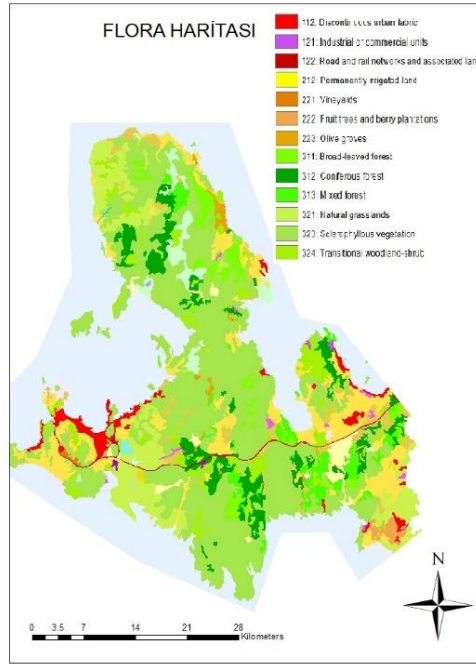 FLORA HARİTASI
112: Discontinuous urban fabric
121: Industrial or commercial units
122: Road and rail networks and associated lan
212: Permanently irrigated land
221: Vineyards
222: Fruit trees and berry plantations
223: Olive groves
311: Broad-leaved forest
312: Coniferous forest
313: Mixed forest
321: Natural grasslands
323: Sclerophyllous vegetation
324: Transitional woodland-shrub
N
0 3.5 7 14 21 28
Kilometers